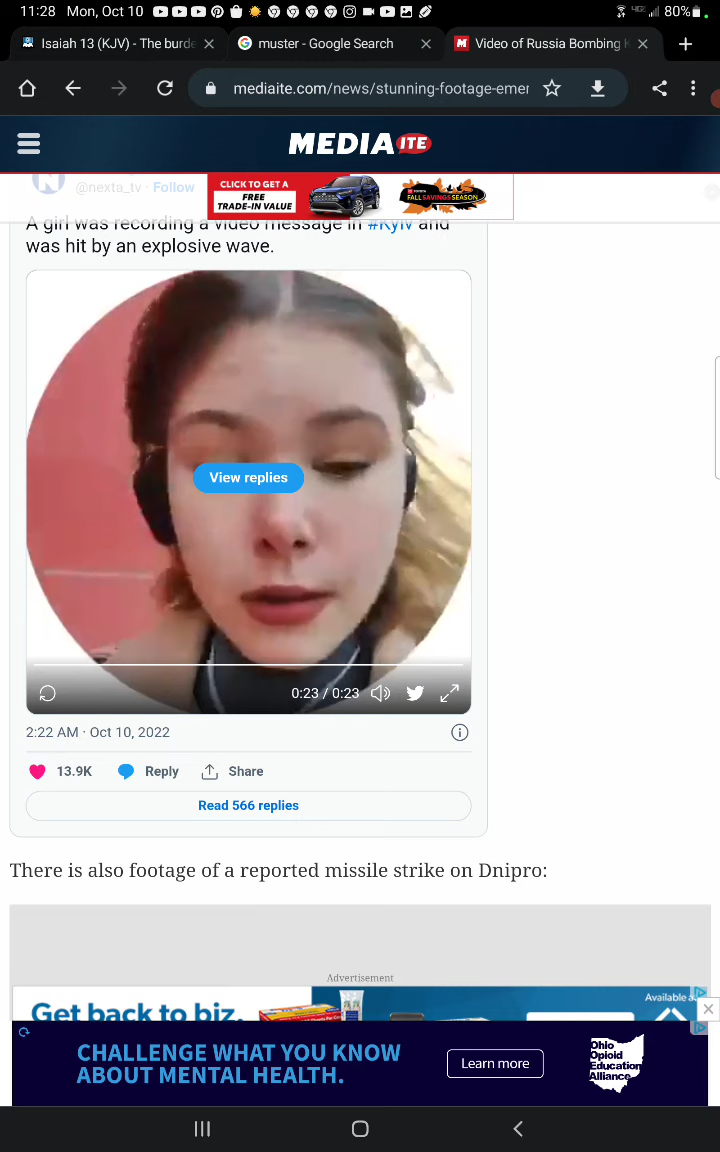 11:28 Mon, Oct 10
80%
Isaiah 13 (KJV) - The burde
muster - Google Search
Video of Russia Bombing
mediaite.com/news/stunning-footage-emer
MEDIAITE
@nexta_tv · Follow
CLICK TO GET A
FREE
TRADE-IN VALUE
TOYOTA
FALL SAVINGS SEASON
A girl was recording a video message in #Kyiv and
was hit by an explosive wave.
View replies
0:23 / 0:23
2:22 AM · Oct 10, 2022
13.9K
Reply
Share
Read 566 replies
There is also footage of a reported missile strike on Dnipro:
Advertisement
Get back to biz.
Available a
CHALLENGE WHAT YOU KNOW
ABOUT MENTAL HEALTH.
Learn more
Ohio
Opioid
Education
Alliance